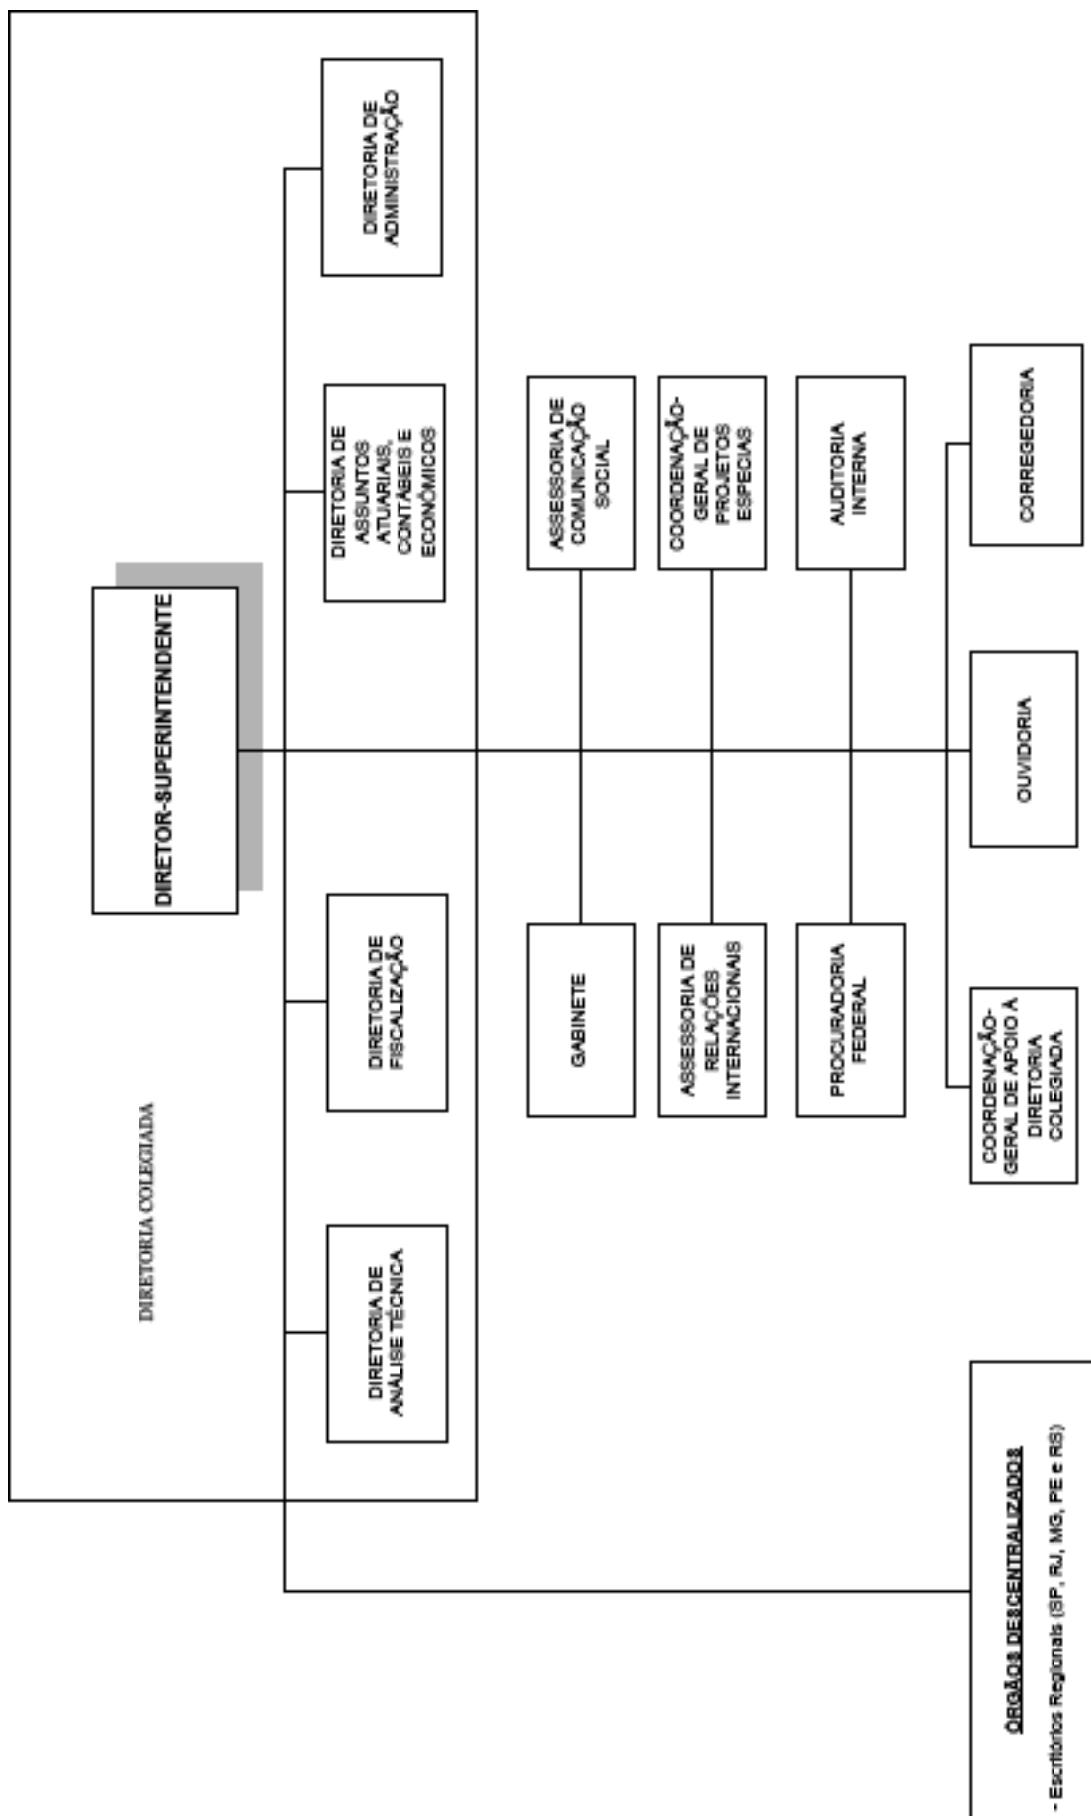 DIRETORIA COLEGIADA
DIRETOR-SUPERINTENDENTE
DIRETORIA DE
ANÁLISE TÉCNICA
DIRETORIA DE
FISCALIZAÇÃO
DIRETORIA DE
ASSUNTOS
ATUARIAIS,
CONTÁBEIS E
ECONÔMICOS
DIRETORIA DE
ADMINISTRAÇÃO
GABINETE
ASSESSORIA DE
COMUNICAÇÃO
SOCIAL
ASSESSORIA DE
RELAÇÕES
INTERNACIONAIS
COORDENAÇÃO-
GERAL DE
PROJETOS
ESPECIAS
PROCURADORIA
FEDERAL
AUDITORIA
INTERNA
ÓRGÃOS DESCENTRALIZADOS
- Escritórios Regionais (SP, RJ, MG, PE e RS)
COORDENAÇÃO-
GERAL DE APOIO À
DIRETORIA
COLEGIADA
OUVIDORIA
CORREGEDORIA